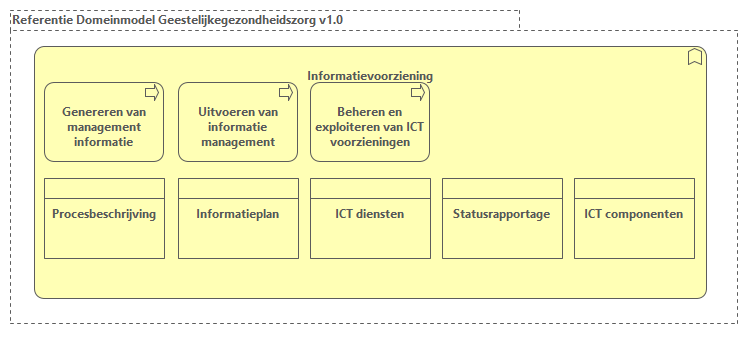 Referentie Domeinmodel Geestelijkegezondheidszorg v1.0
Informatievoorziening
Genereren van
management
informatie
Uitvoeren van
informatie
management
Beheren en
exploiteren van ICT
voorzieningen
Procesbeschrijving
Informatieplan
ICT diensten
Statusrapportage
ICT componenten